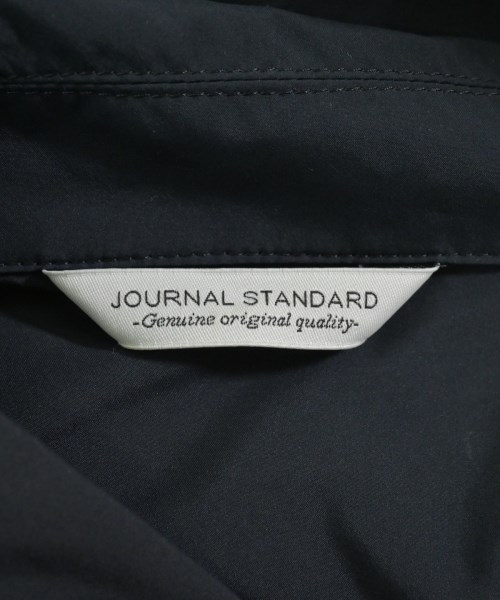 JOURNAL STANDARD
-Genuine original quality-